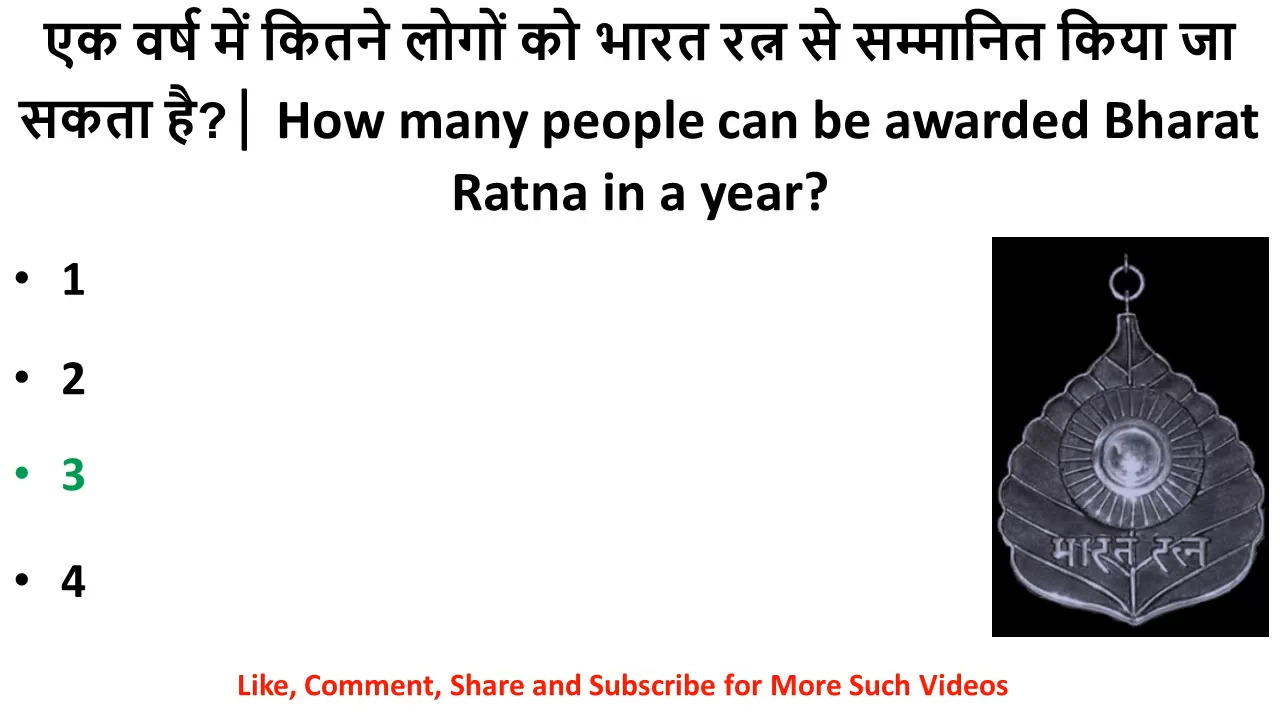 एक वर्ष में कितने लोगों को भारत रत्न से सम्मानित किया जा
सकता है?| How many people can be awarded Bharat
Ratna in a year?
• 1
• 2
• 3
• 4
भारत रत्न
Like, Comment, Share and Subscribe for More Such Videos